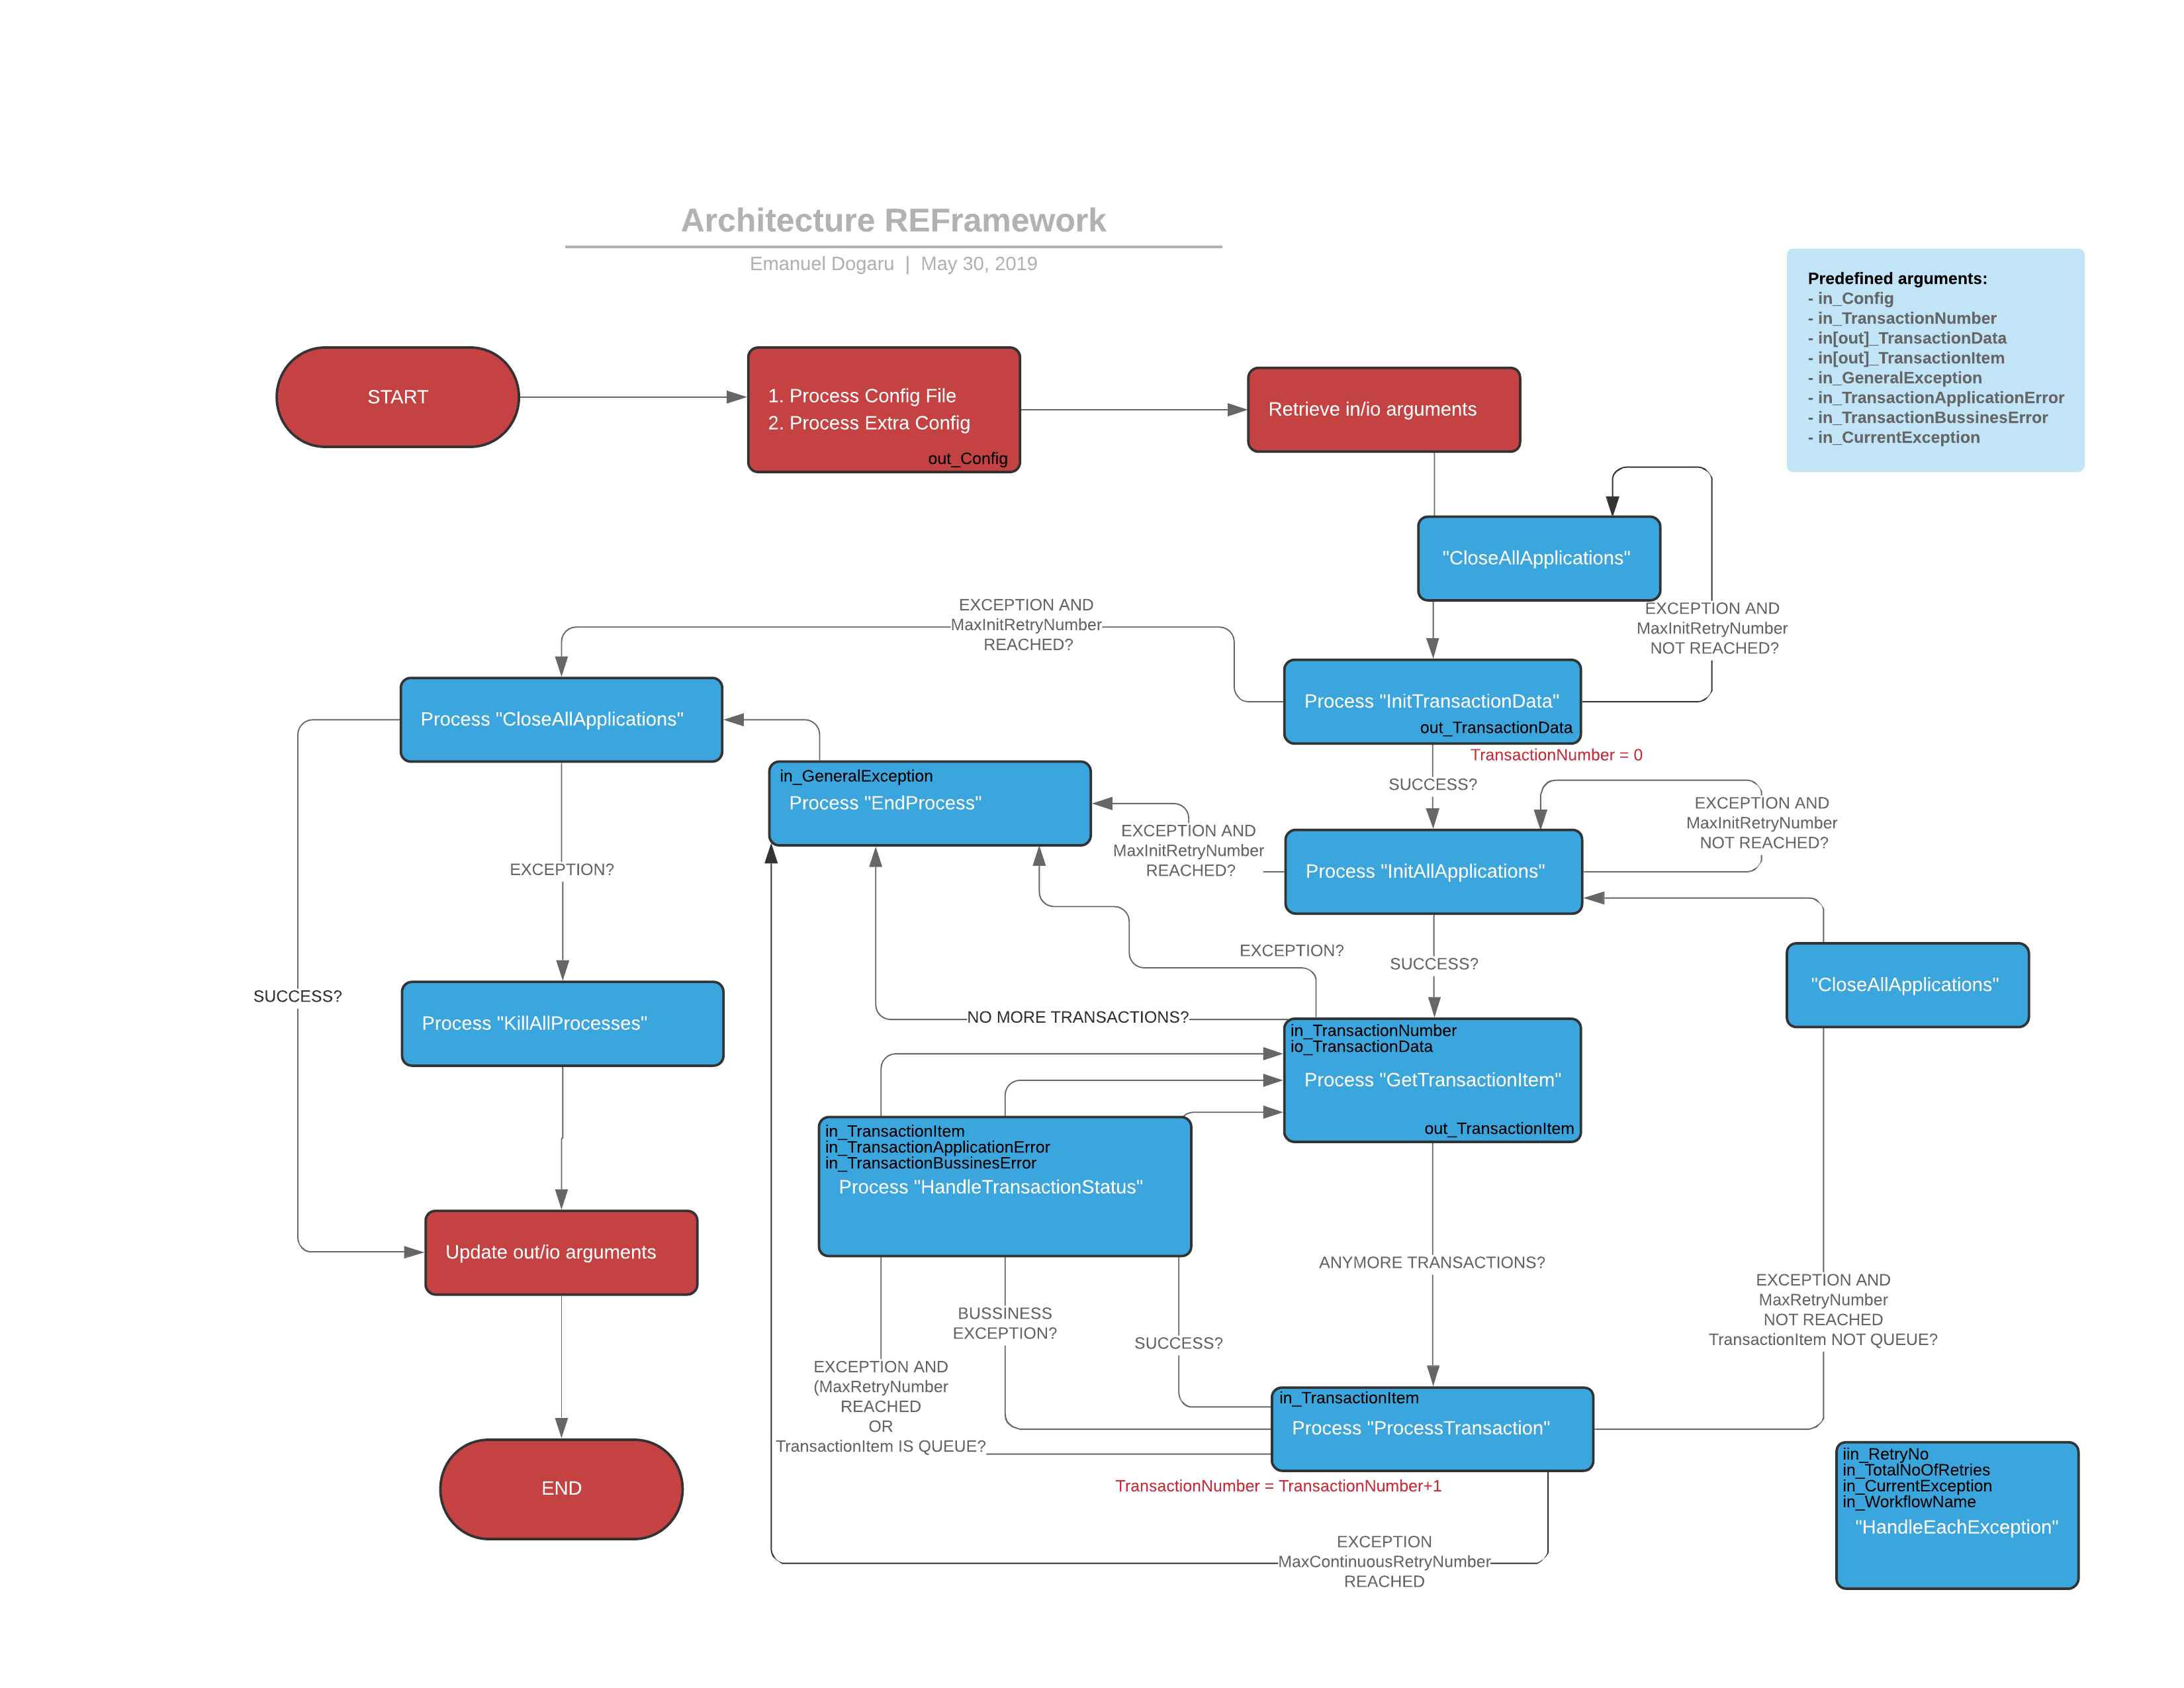 Architecture REFramework
Emanuel Dogaru | May 30, 2019
Predefined arguments:
- in_Config
- in_TransactionNumber
- in[out]_TransactionData
- in[out]_TransactionItem
- in_GeneralException
- in_TransactionApplicationError
- in_TransactionBussinesError
- in_CurrentException
START
1. Process Config File
2. Process Extra Config
out_Config
Retrieve in/io arguments
"CloseAllApplications"
EXCEPTION AND
MaxInitRetryNumber
REACHED?
EXCEPTION AND
MaxInitRetryNumber
NOT REACHED?
Process "CloseAllApplications"
Process "InitTransactionData"
out_TransactionData
TransactionNumber = 0
in_GeneralException
Process "EndProcess"
SUCCESS?
EXCEPTION AND
MaxInitRetryNumber
REACHED?
EXCEPTION AND
MaxInitRetryNumber
NOT REACHED?
Process "InitAllApplications"
EXCEPTION?
EXCEPTION?
SUCCESS?
"CloseAllApplications"
SUCCESS?
Process "KillAllProcesses"
NO MORE TRANSACTIONS?
in_TransactionNumber
io_TransactionData
Process "GetTransactionItem"
out_TransactionItem
in_TransactionItem
in_TransactionApplicationError
in_TransactionBussinesError
Process "HandleTransactionStatus"
Update out/io arguments
ANYMORE TRANSACTIONS?
EXCEPTION AND
MaxRetryNumber
NOT REACHED
TransactionItem NOT QUEUE?
BUSSINESS
EXCEPTION?
SUCCESS?
EXCEPTION AND
(MaxRetryNumber
REACHED
OR
TransactionItem IS QUEUE?
in_TransactionItem
Process "ProcessTransaction"
TransactionNumber = TransactionNumber+1
END
iin_RetryNo
in_TotalNoOfRetries
in_CurrentException
in_WorkflowName
"HandleEachException"
EXCEPTION
MaxContinuousRetryNumber
REACHED